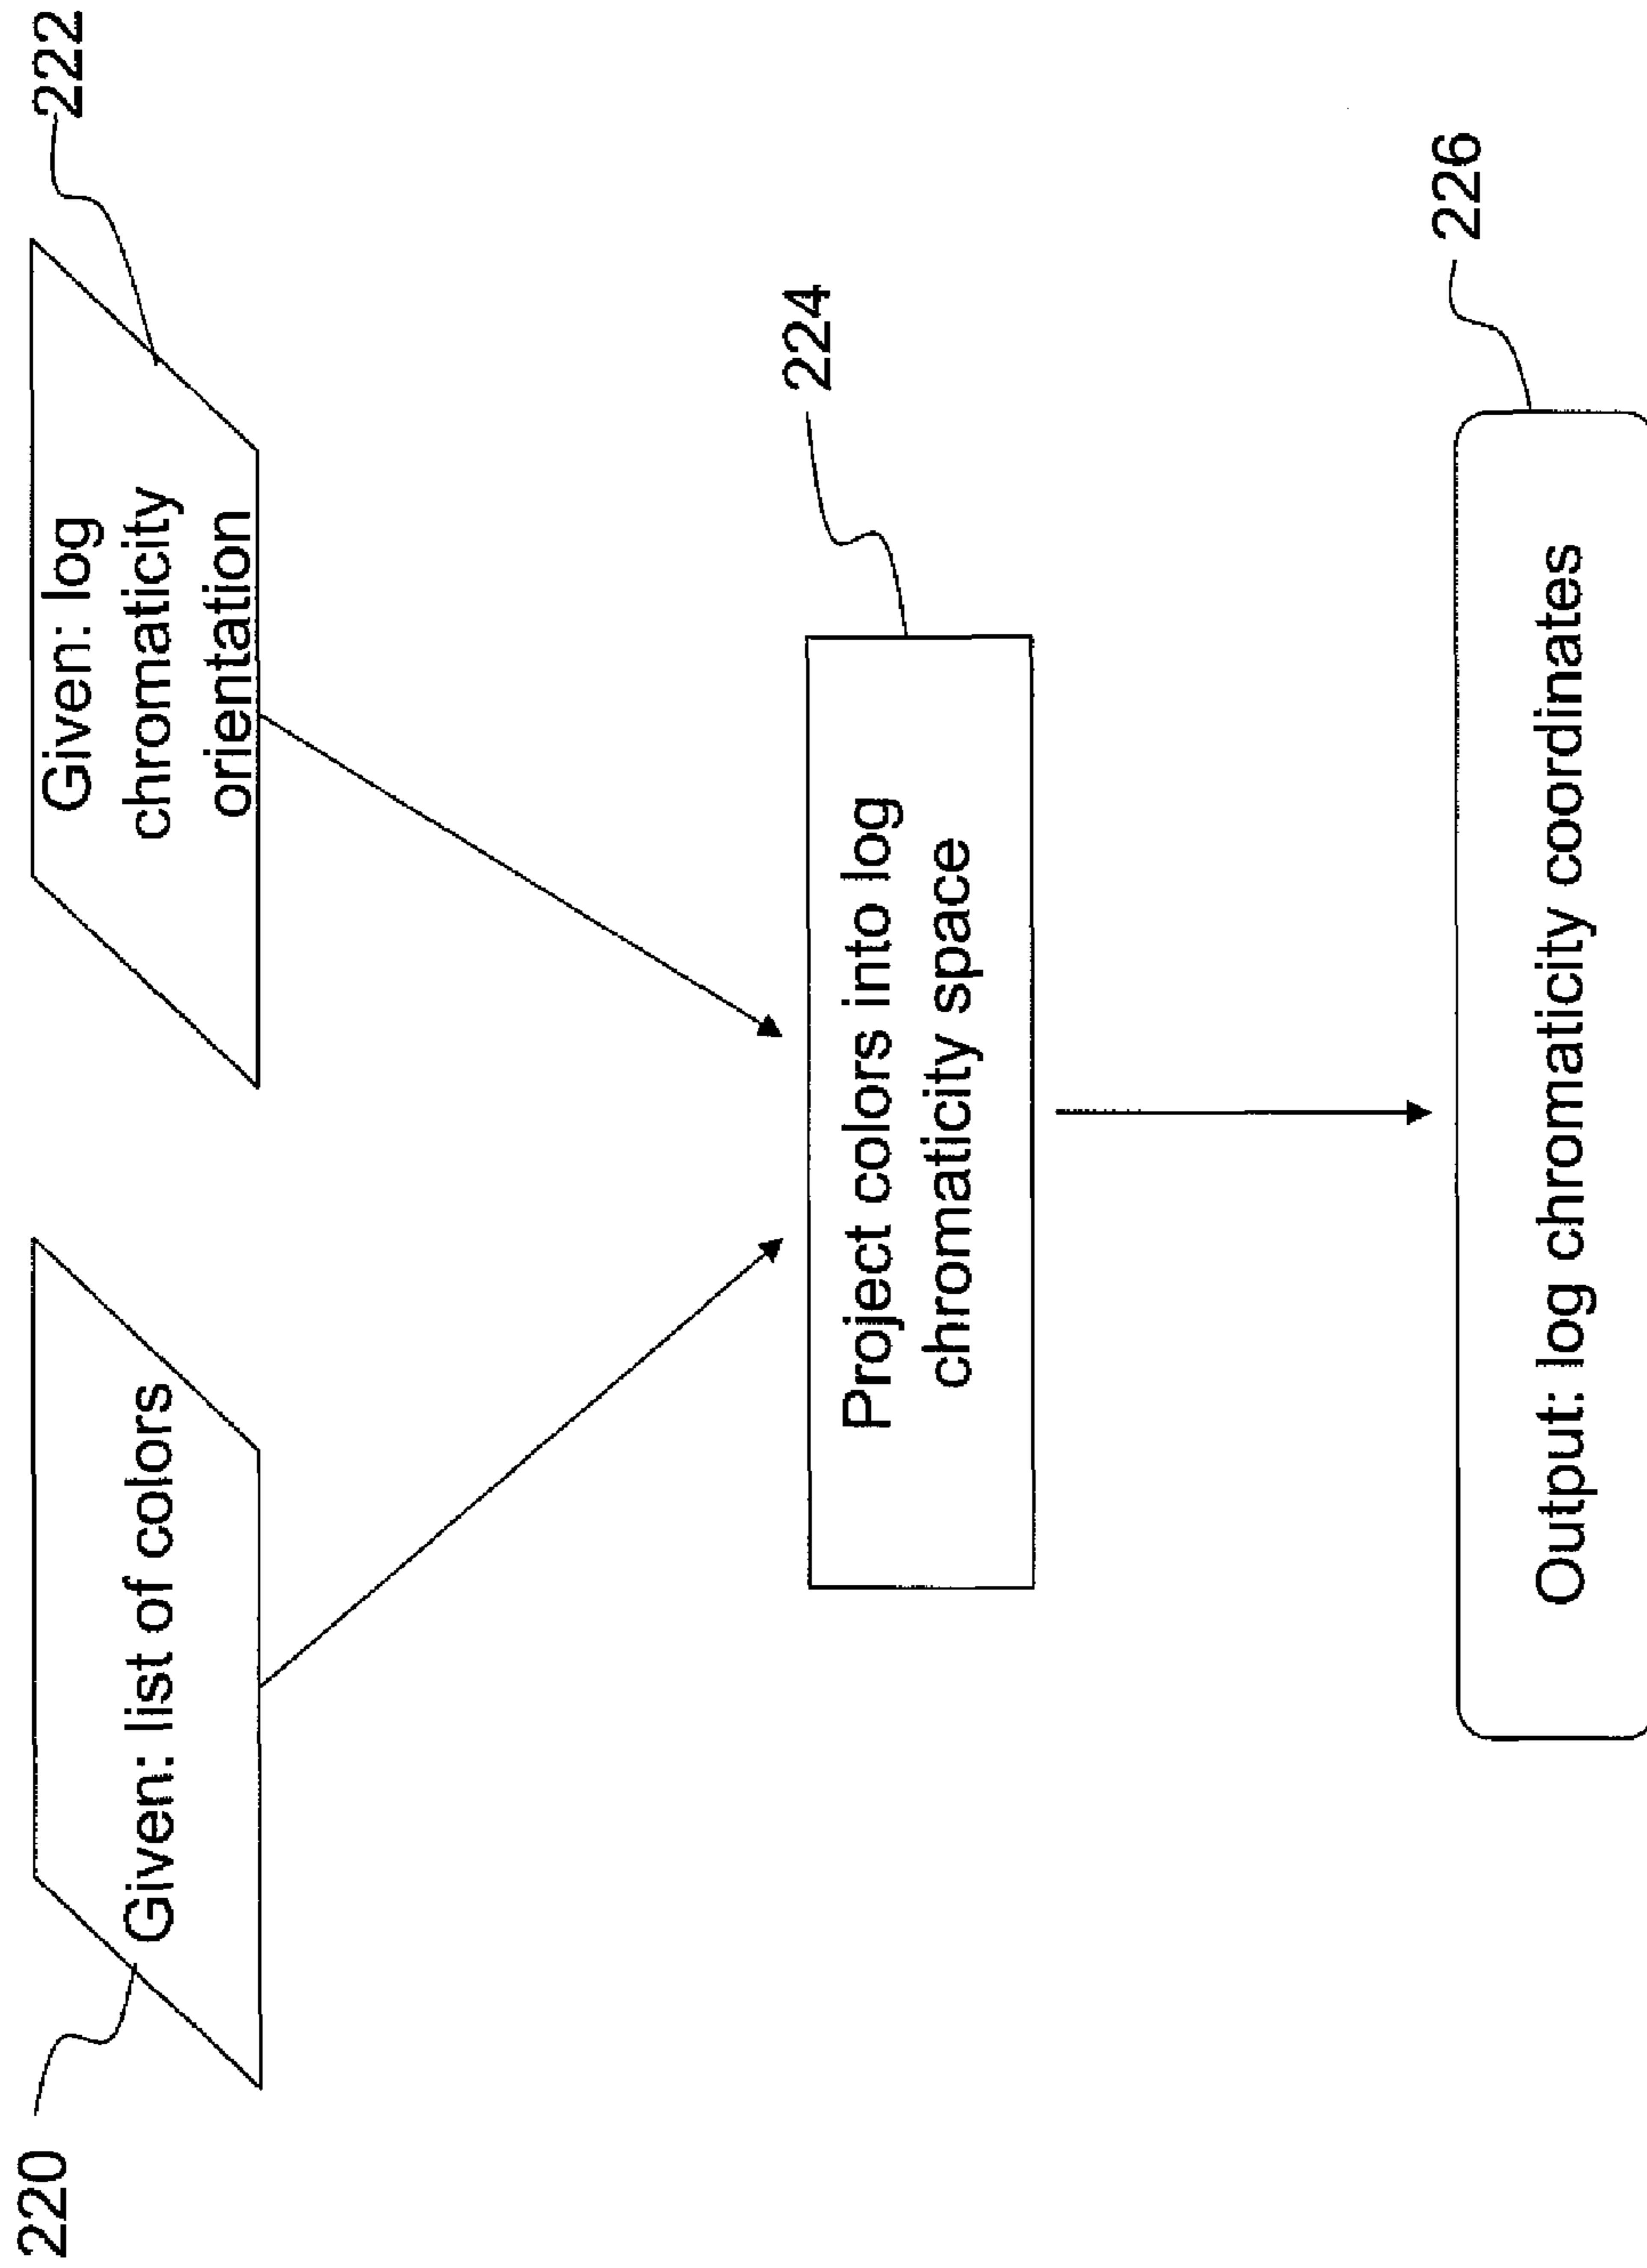 220
Given: list of colors
Given: log
chromaticity
orientation
222
Project colors into log
chromaticity space
224
Output: log chromaticity coordinates
226